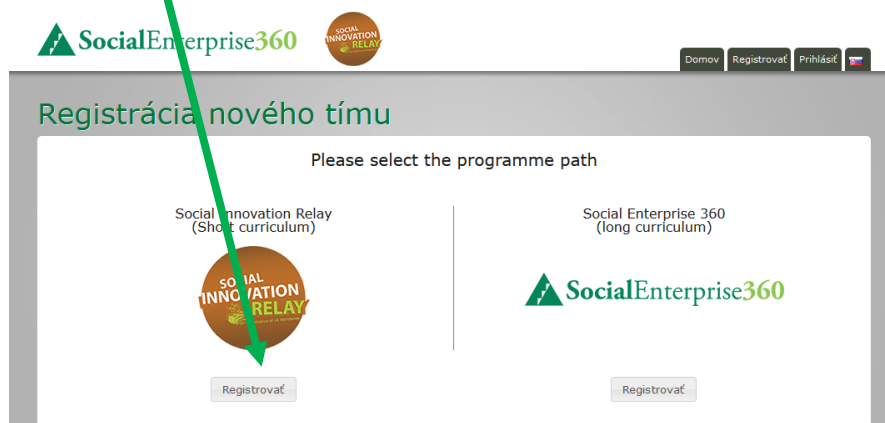 SocialEnterprise360
SOCIAL
INNOVATION
RELAY
Domov
Registrovať
Prihlásiť
Registrácia nového tímu
Please select the programme path
Social Innovation Relay
(Short curriculum)
SOCIAL
INNOVATION
RELAY
Registrovať
Social Enterprise 360
(long curriculum)
SocialEnterprise360
Registrovať